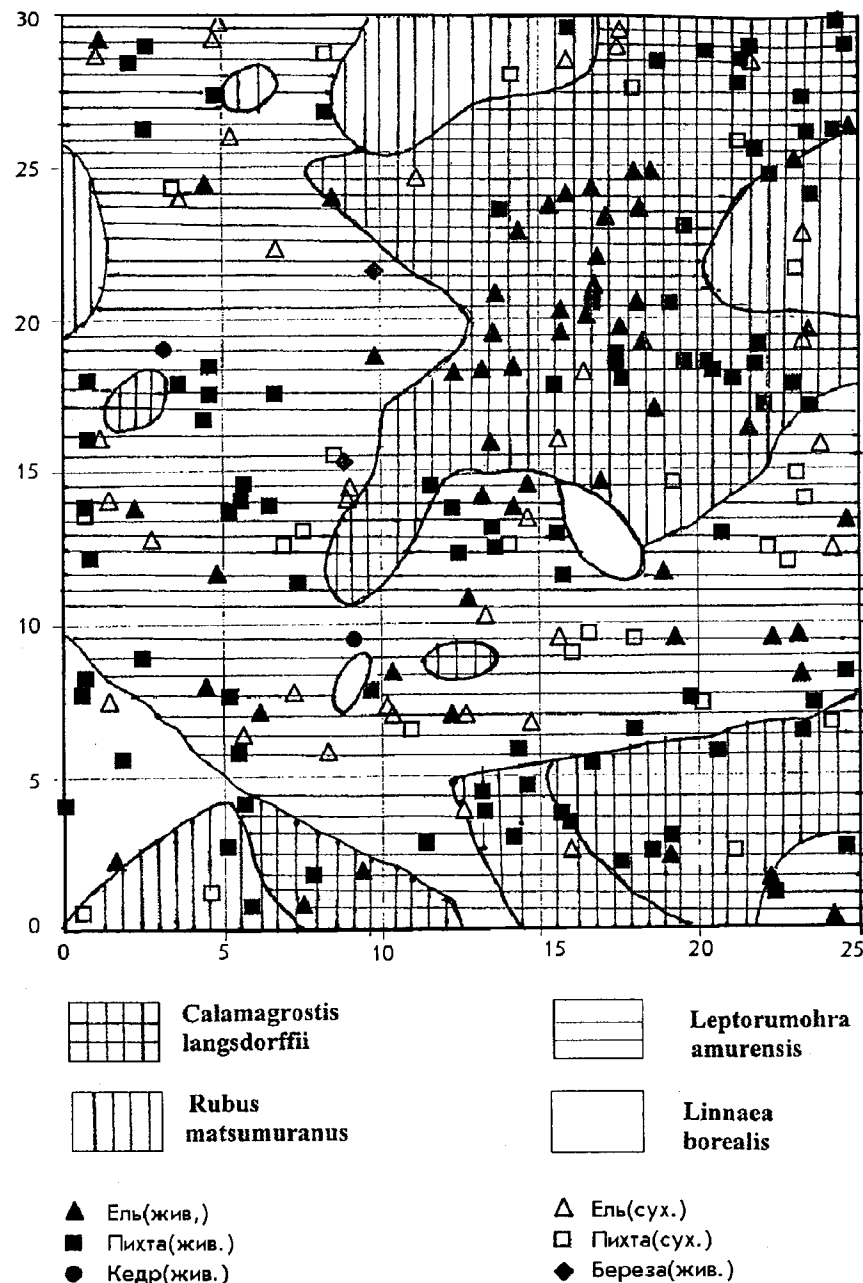 30
25
20
15
10
5
0
0 5 10 15 20 25
Calamagrostis langsdorffii
Leptorumohra amurensis
Rubus matsumuranus
Linnaea borealis
Ель(жив,) Ель(сух.)
Пихта(жив.) Пихта(сух.)
Кедр(жив.) Береза(жив.)